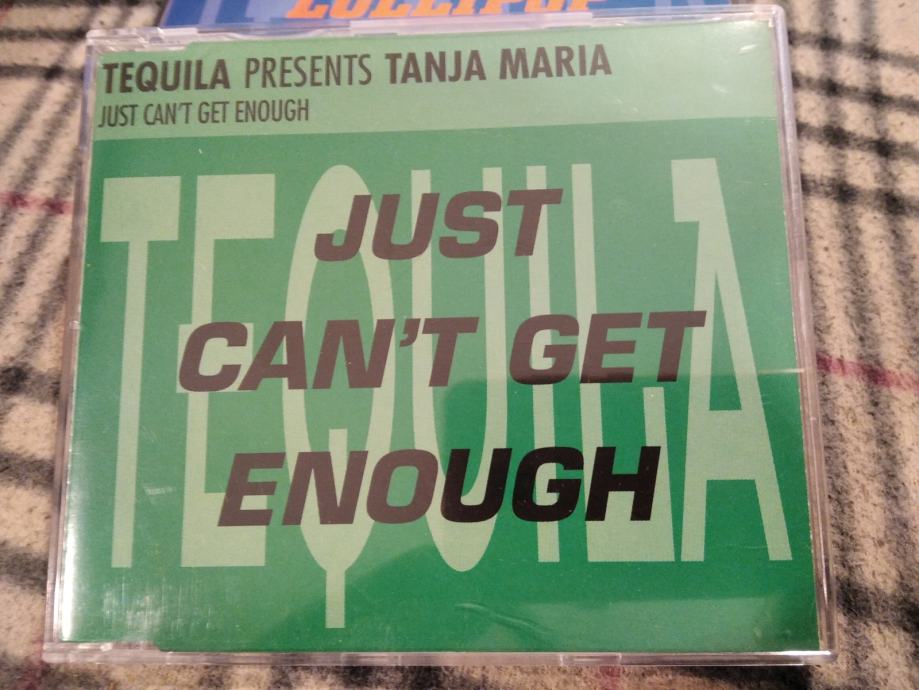 LOLLIPOP
TEQUILA PRESENTS TANJA MARIA
JUST CAN'T GET ENOUGH
TEQUILA
JUST
CAN'T GET
ENOUGH